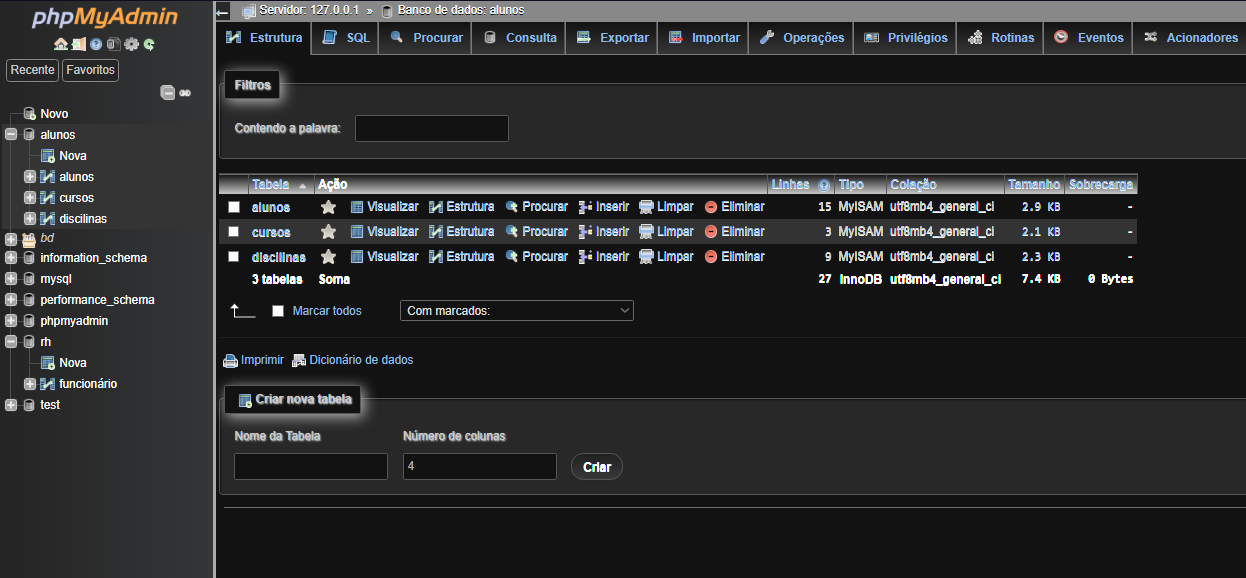 phpMyAdmin
Recente Favoritos
Novo
alunos
Nova
alunos
cursos
discilinas
bd
information_schema
mysql
performance_schema
phpmyadmin
rh
Nova
funcionário
test
Servidor: 127.0.0.1 » Banco de dados: alunos
Estrutura SQL Procurar Consulta Exportar Importar Operações Privilégios Rotinas Eventos Acionadores
Filtros
Contendo a palavra:
Tabela Ação Linhas Tipo Colação Tamanho Sobrecarga
alunos Visualizar Estrutura Procurar Inserir Limpar Eliminar 15 MyISAM utf8mb4_general_ci 2.9 KB -
cursos Visualizar Estrutura Procurar Inserir Limpar Eliminar 3 MyISAM utf8mb4_general_ci 2.1 KB -
discilinas Visualizar Estrutura Procurar Inserir Limpar Eliminar 9 MyISAM utf8mb4_general_ci 2.3 KB -
3 tabelas Soma 27 InnoDB utf8mb4_general_ci 7.4 KB 0 Bytes
Marcar todos Com marcados:
Imprimir Dicionário de dados
Criar nova tabela
Nome da Tabela Número de colunas
4 Criar